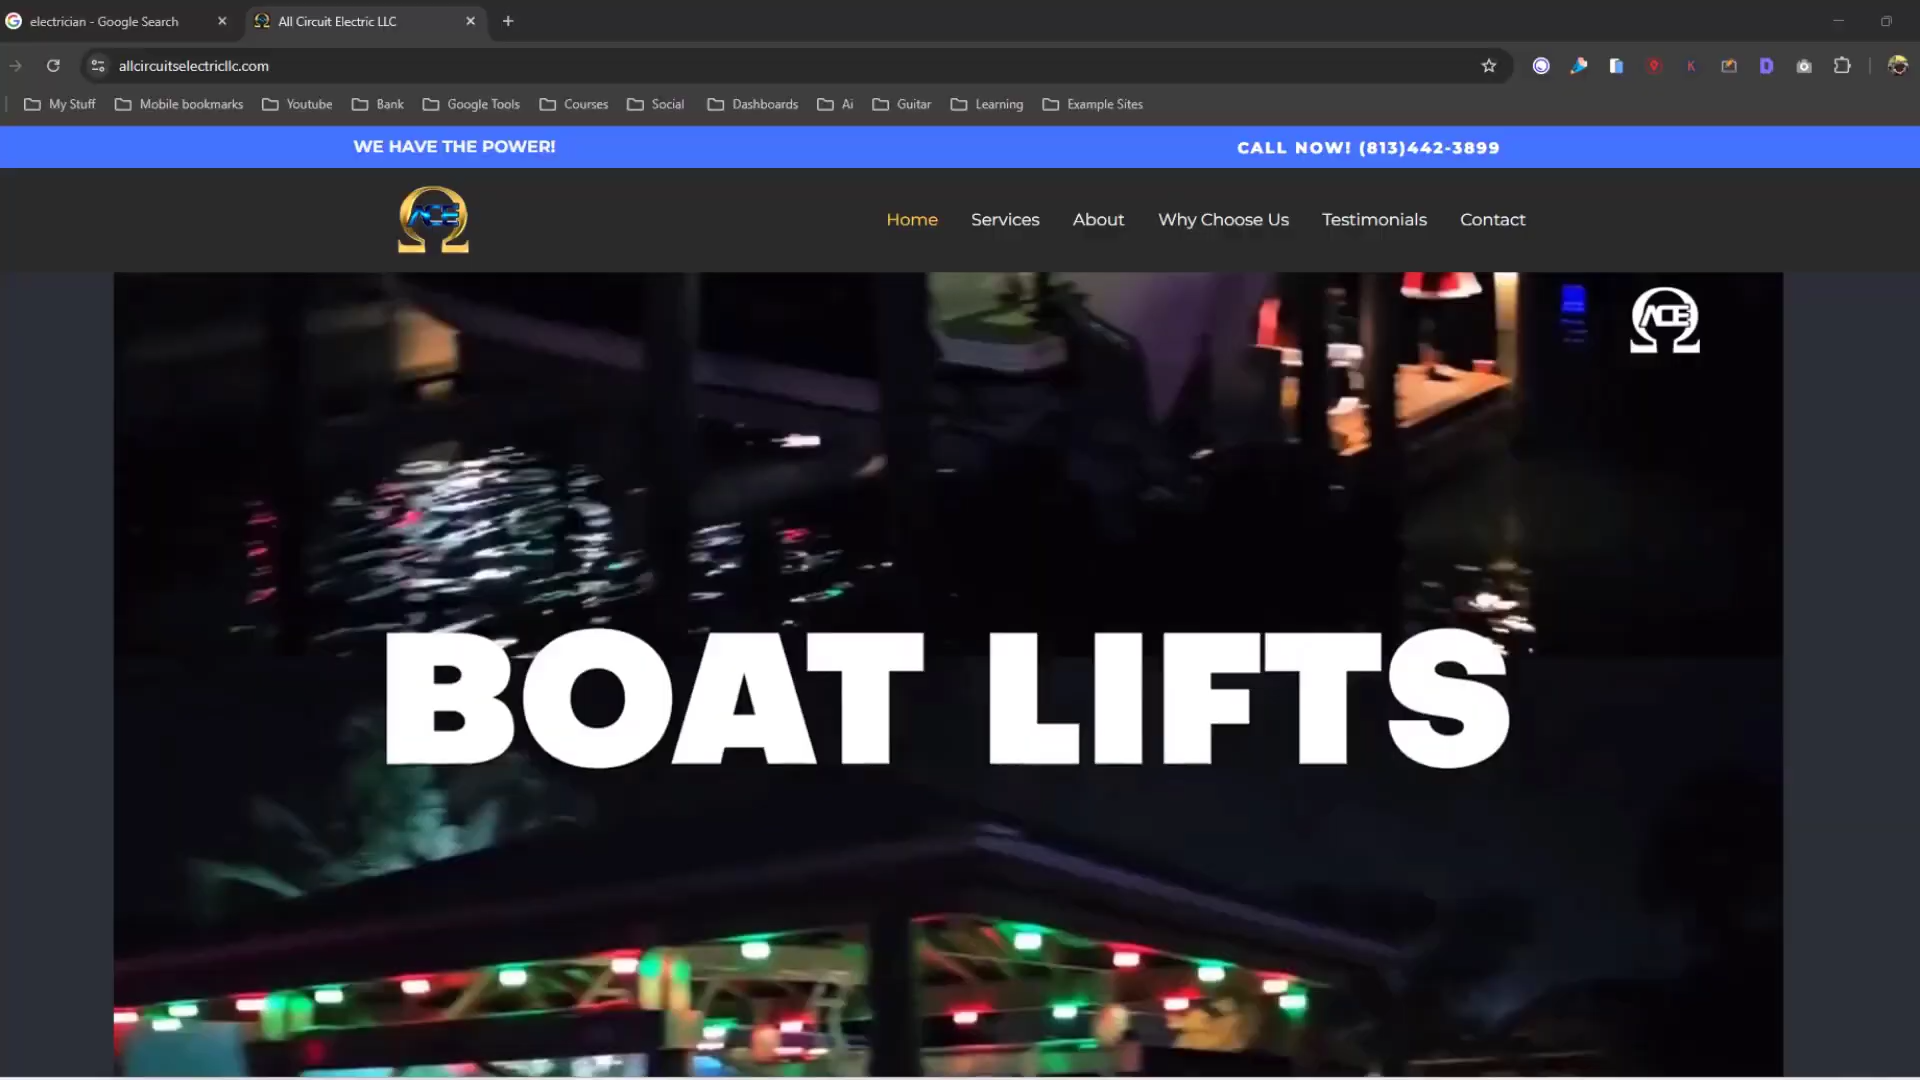 electrician - Google Search
All Circuit Electric LLC
allcircuitselectricllc.com
My Stuff
Mobile bookmarks
Youtube
Bank
Google Tools
Courses
Social
Dashboards
Ai
Guitar
Learning
Example Sites
WE HAVE THE POWER!
CALL NOW! (813)442-3899
ACE
Home
Services
About
Why Choose Us
Testimonials
Contact
ACE
BOAT LIFTS